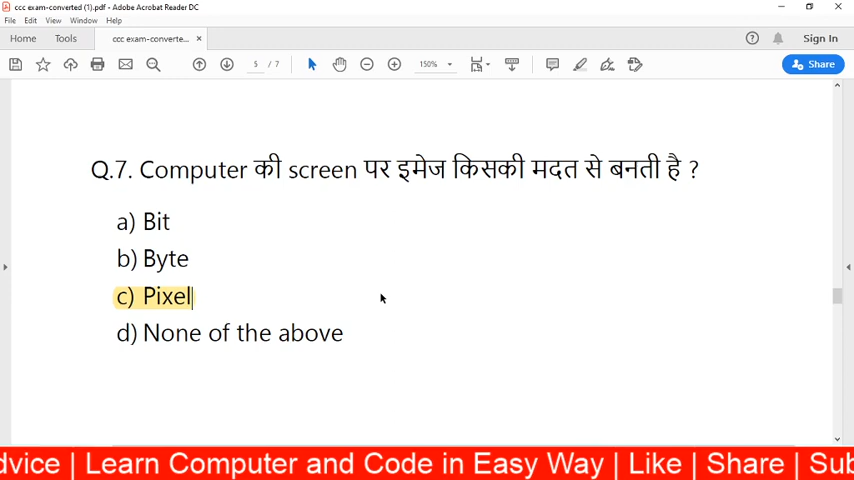 ccc exam-converted (1).pdf - Adobe Acrobat Reader DC
File Edit View Window Help
Home Tools ccc exam-converte... × ? Sign In
5 / 7 150% Share
Q.7. Computer की screen पर इमेज किसकी मदत से बनती है ?
a) Bit
b) Byte
c) Pixel
d) None of the above
dvice | Learn Computer and Code in Easy Way | Like | Share | Sub